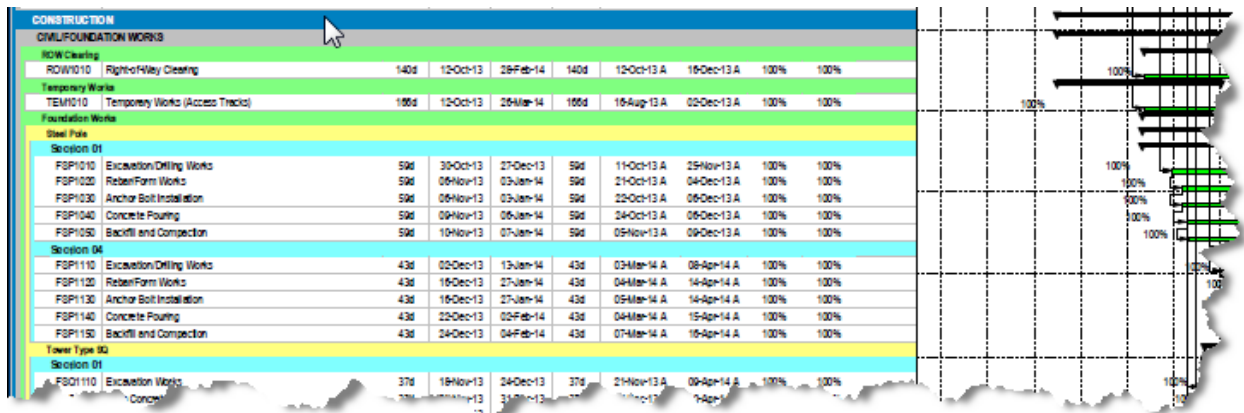 CONSTRUCTION
CIVIL/FOUNDATION WORKS
ROW Clearing
ROW1010 Right-of-Way Clearing 140d 12-Oct-13 28-Feb-14 140d 12-Oct-13 A 16-Dec-13 A 100% 100% 100%
Temporary Works
TEM1010 Temporary Works (Access Tracks) 166d 12-Oct-13 26-Mar-14 166d 16-Aug-13 A 02-Dec-13 A 100% 100% 100%
Foundation Works
Steel Pole
Section 01
FSP1010 Excavation/Drilling Works 59d 30-Oct-13 27-Dec-13 59d 11-Oct-13 A 25-Nov-13 A 100% 100% 100%
FSP1020 Rebar/Form Works 59d 06-Nov-13 03-Jan-14 59d 21-Oct-13 A 04-Dec-13 A 100% 100% 100%
FSP1030 Anchor Bolt Installation 59d 06-Nov-13 03-Jan-14 59d 22-Oct-13 A 06-Dec-13 A 100% 100% 100%
FSP1040 Concrete Pouring 59d 09-Nov-13 06-Jan-14 59d 24-Oct-13 A 06-Dec-13 A 100% 100% 100%
FSP1050 Backfill and Compaction 59d 10-Nov-13 07-Jan-14 59d 05-Nov-13 A 09-Dec-13 A 100% 100% 100%
Section 04
FSP1110 Excavation/Drilling Works 43d 02-Dec-13 13-Jan-14 43d 03-Mar-14 A 08-Apr-14 A 100% 100% 100%
FSP1120 Rebar/Form Works 43d 16-Dec-13 27-Jan-14 43d 04-Mar-14 A 14-Apr-14 A 100% 100%
FSP1130 Anchor Bolt Installation 43d 16-Dec-13 27-Jan-14 43d 05-Mar-14 A 14-Apr-14 A 100% 100%
FSP1140 Concrete Pouring 43d 22-Dec-13 02-Feb-14 43d 04-Mar-14 A 15-Apr-14 A 100% 100%
FSP1150 Backfill and Compaction 43d 24-Dec-13 04-Feb-14 43d 07-Mar-14 A 16-Apr-14 A 100% 100%
Tower Type SQ
Section 01
FSQ1110 Excavation Works 37d 18-Nov-13 24-Dec-13 37d 21-Nov-13 A 09-Apr-14 A 100% 100% 100%